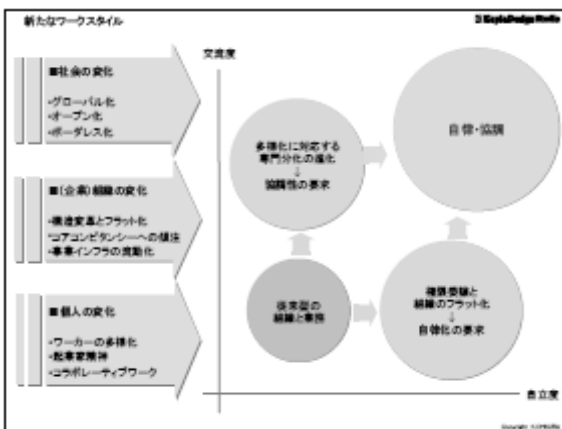 新たなワークスタイル
KeplaDesign Studio
交流度
■社会の変化
・グローバル化
・オープン化
・ボーダレス化
■(企業)組織の変化
・構造変革とフラット化
・コアコンピタンシーへの傾注
・事業インフラの流動化
■個人の変化
・ワーカーの多様化
・起業家精神
・コラボレーティブワーク
多様化に対応する
専門分化の進化
↓
協調性の要求
自律・協調
従来型の
組織と業務
権限委譲と
組織のフラット化
↓
自律化の要求
自立度